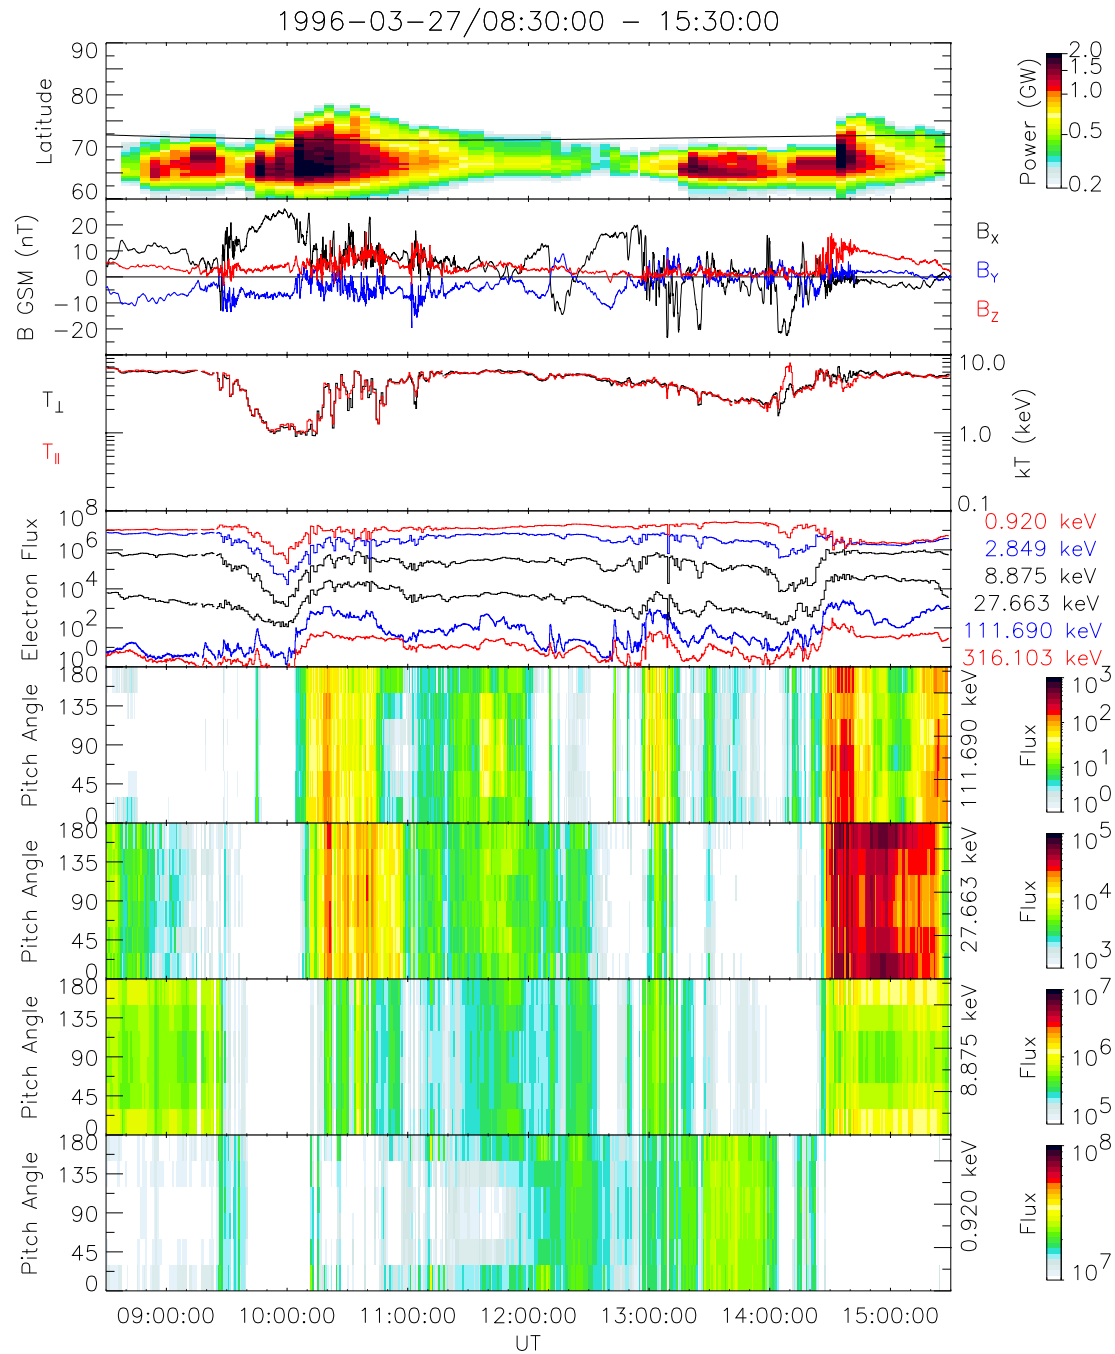 1996−03−27/08:30:00 − 15:30:00
90
80
70
60
Latitude
2.0
1.5
1.0
0.5
0.2
Power (GW)
20
10
0
−10
−20
B GSM (nT)
BX
BY
BZ
T⊥
T||
10.0
1.0
0.1
kT (keV)
10^8
10^6
10^4
10^2
10^0
10^0
Electron Flux
0.920 keV
2.849 keV
8.875 keV
27.663 keV
111.690 keV
316.103 keV
180
135
90
45
0
Pitch Angle
111.690 keV
Flux
10^3
10^2
10^1
10^0
180
135
90
45
0
Pitch Angle
27.663 keV
Flux
10^5
10^4
10^3
180
135
90
45
0
Pitch Angle
8.875 keV
Flux
10^7
10^6
10^5
180
135
90
45
0
Pitch Angle
0.920 keV
Flux
10^8
10^7
09:00:00 10:00:00 11:00:00 12:00:00 13:00:00 14:00:00 15:00:00
UT